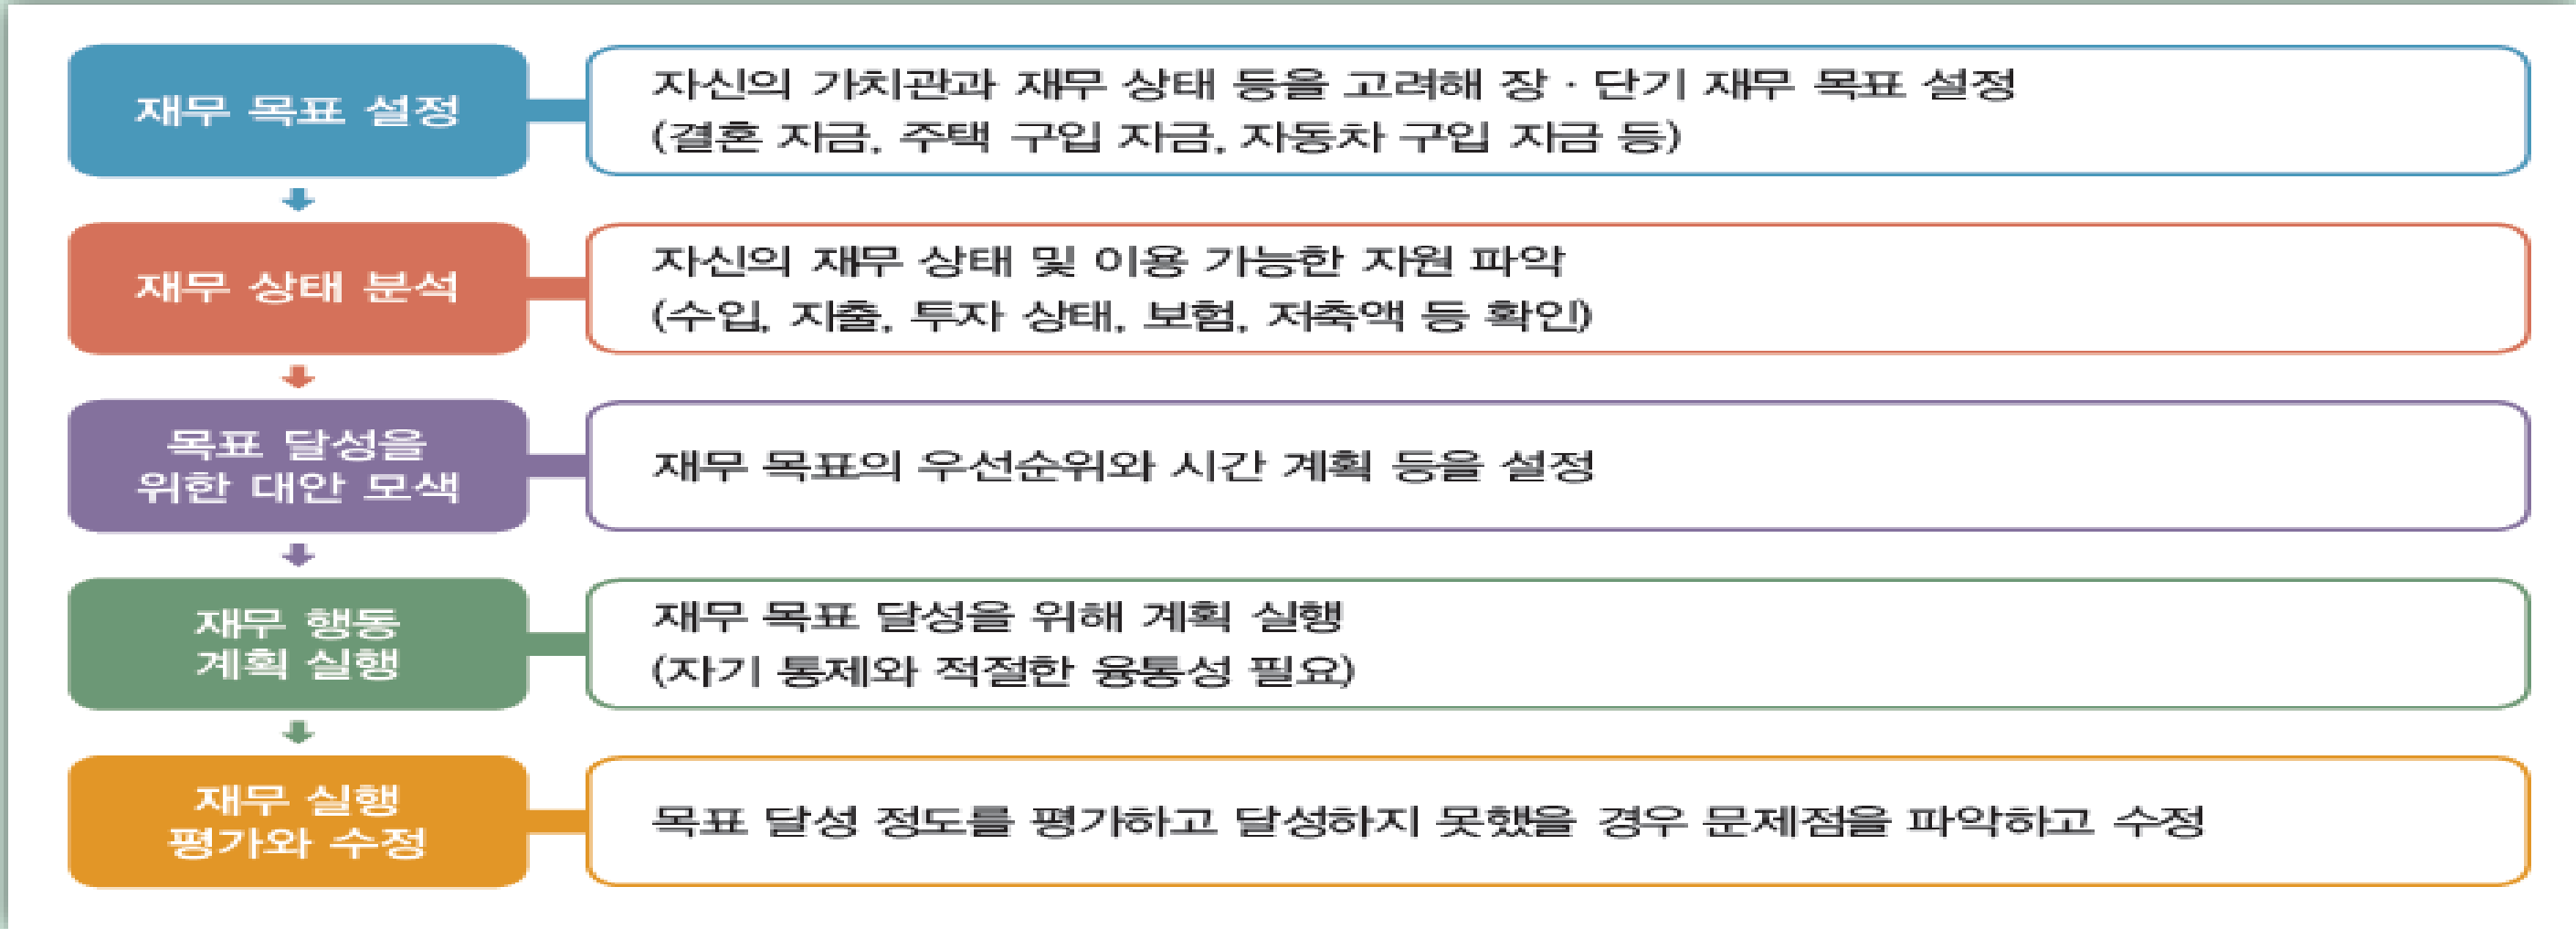 재무 목표 설정
자신의 가치관과 재무 상태 등을 고려해 장 · 단기 재무 목표 설정
(결혼 자금, 주택 구입 자금, 자동차 구입 자금 등)
재무 상태 분석
자신의 재무 상태 및 이용 가능한 자원 파악
(수입, 지출, 투자 상태, 보험, 저축액 등 확인)
목표 달성을
위한 대안 모색
재무 목표의 우선순위와 시간 계획 등을 설정
재무 행동
계획 실행
재무 목표 달성을 위해 계획 실행
(자기 통제와 적절한 융통성 필요)
재무 실행
평가와 수정
목표 달성 정도를 평가하고 달성하지 못했을 경우 문제점을 파악하고 수정